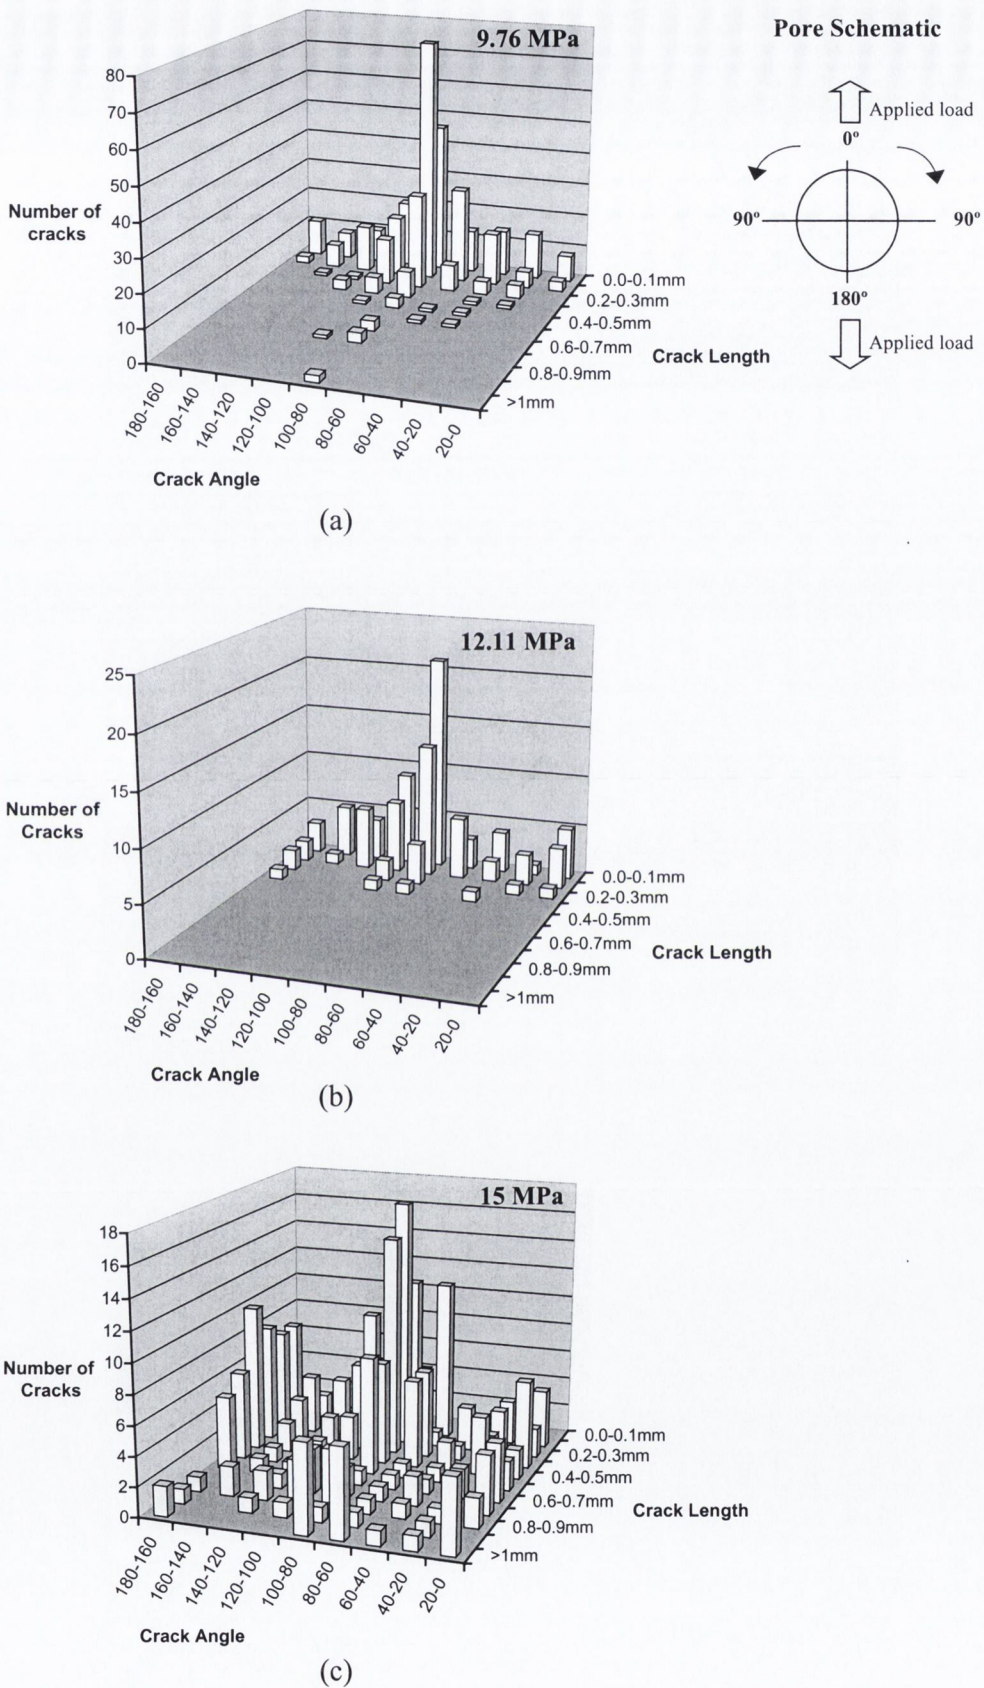 9.76 MPa
80
70
60
50
40
30
20
10
0
Number of
cracks
180-160
160-140
140-120
120-100
100-80
80-60
60-40
40-20
20-0
Crack Angle
0.0-0.1mm
0.2-0.3mm
0.4-0.5mm
0.6-0.7mm
0.8-0.9mm
>1mm
Crack Length
(a)
Pore Schematic
Applied load
0º
90º
90º
180º
Applied load
12.11 MPa
25
20
15
10
5
0
Number of
Cracks
180-160
160-140
140-120
120-100
100-80
80-60
60-40
40-20
20-0
Crack Angle
0.0-0.1mm
0.2-0.3mm
0.4-0.5mm
0.6-0.7mm
0.8-0.9mm
>1mm
Crack Length
(b)
15 MPa
18
16
14
12
10
8
6
4
2
0
Number of
Cracks
180-160
160-140
140-120
120-100
100-80
80-60
60-40
40-20
20-0
Crack Angle
0.0-0.1mm
0.2-0.3mm
0.4-0.5mm
0.6-0.7mm
0.8-0.9mm
>1mm
Crack Length
(c)